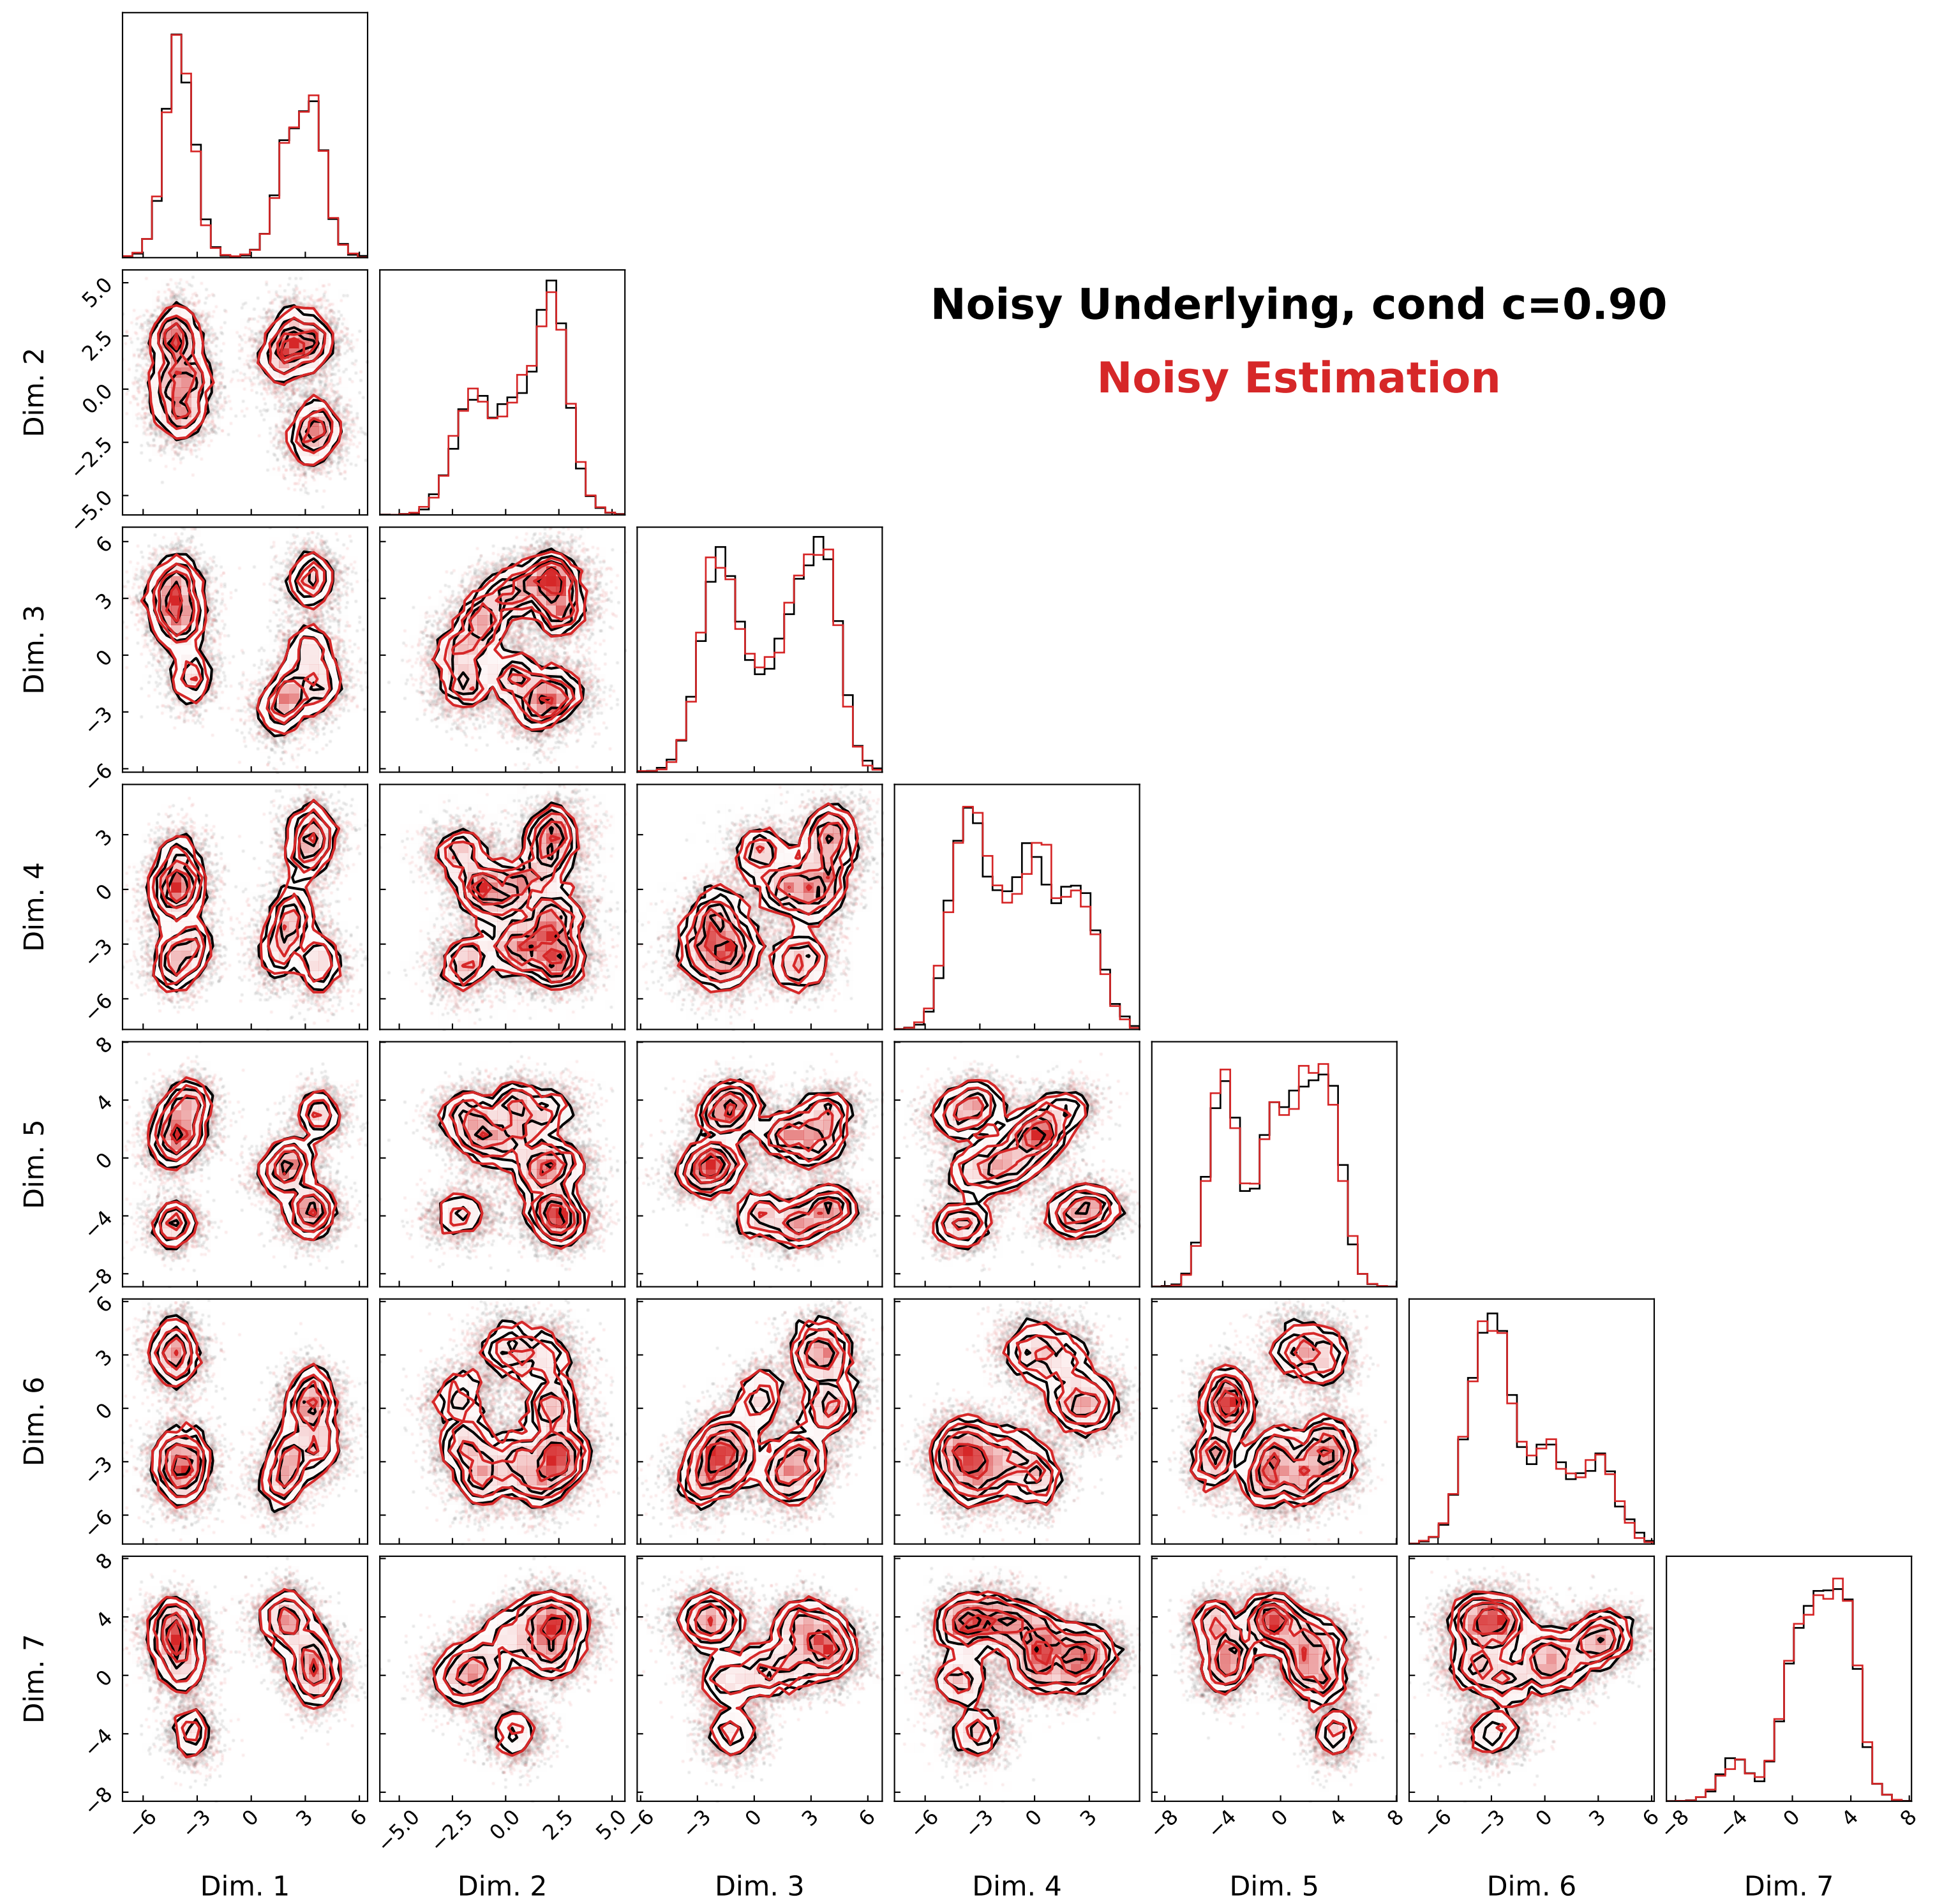 Noisy Underlying, cond c=0.90
Noisy Estimation
Dim. 2
5.0
2.5
0.0
−2.5
−5.0
Dim. 3
6
3
0
−3
−6
Dim. 4
3
0
−3
−6
Dim. 5
8
4
0
−4
−8
Dim. 6
6
3
0
−3
−6
Dim. 7
8
4
0
−4
−8
−6 −3 0 3 6 −5.0 −2.5 0.0 2.5 5.0 −6 −3 0 3 6 −6 −3 0 3 −8 −4 0 4 8 −6 −3 0 3 6 −8 −4 0 4 8
Dim. 1 Dim. 2 Dim. 3 Dim. 4 Dim. 5 Dim. 6 Dim. 7